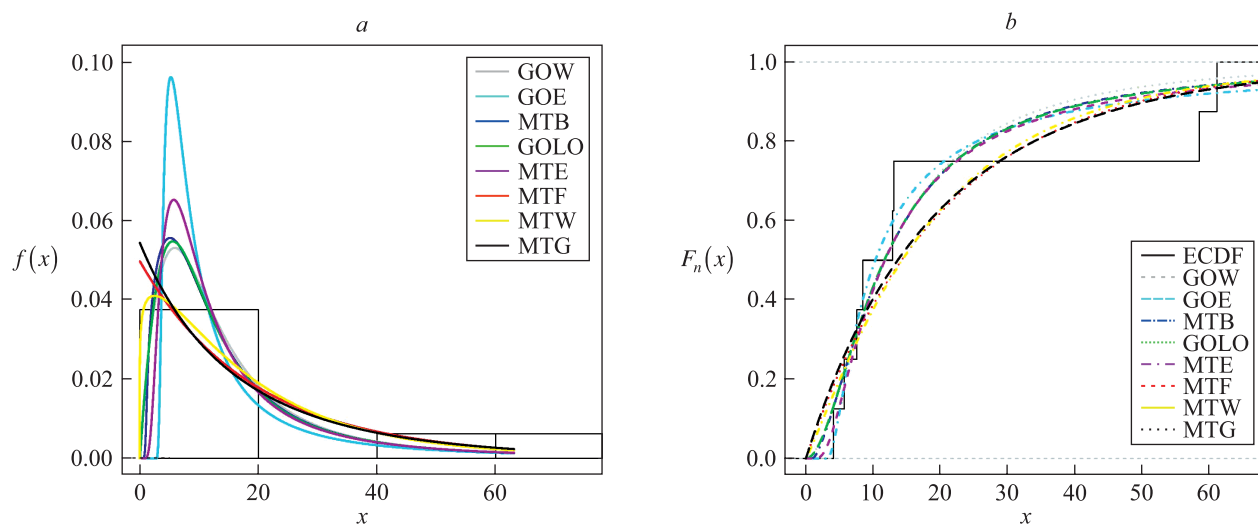 a
0.10
0.08
0.06
0.04
0.02
0.00
f(x)
0
20
40
60
x
GOW
GOE
MTB
GOLO
MTE
MTF
MTW
MTG
b
1.0
0.8
0.6
0.4
0.2
0.0
Fn(x)
0
10
20
30
40
50
60
x
ECDF
GOW
GOE
MTB
GOLO
MTE
MTF
MTW
MTG